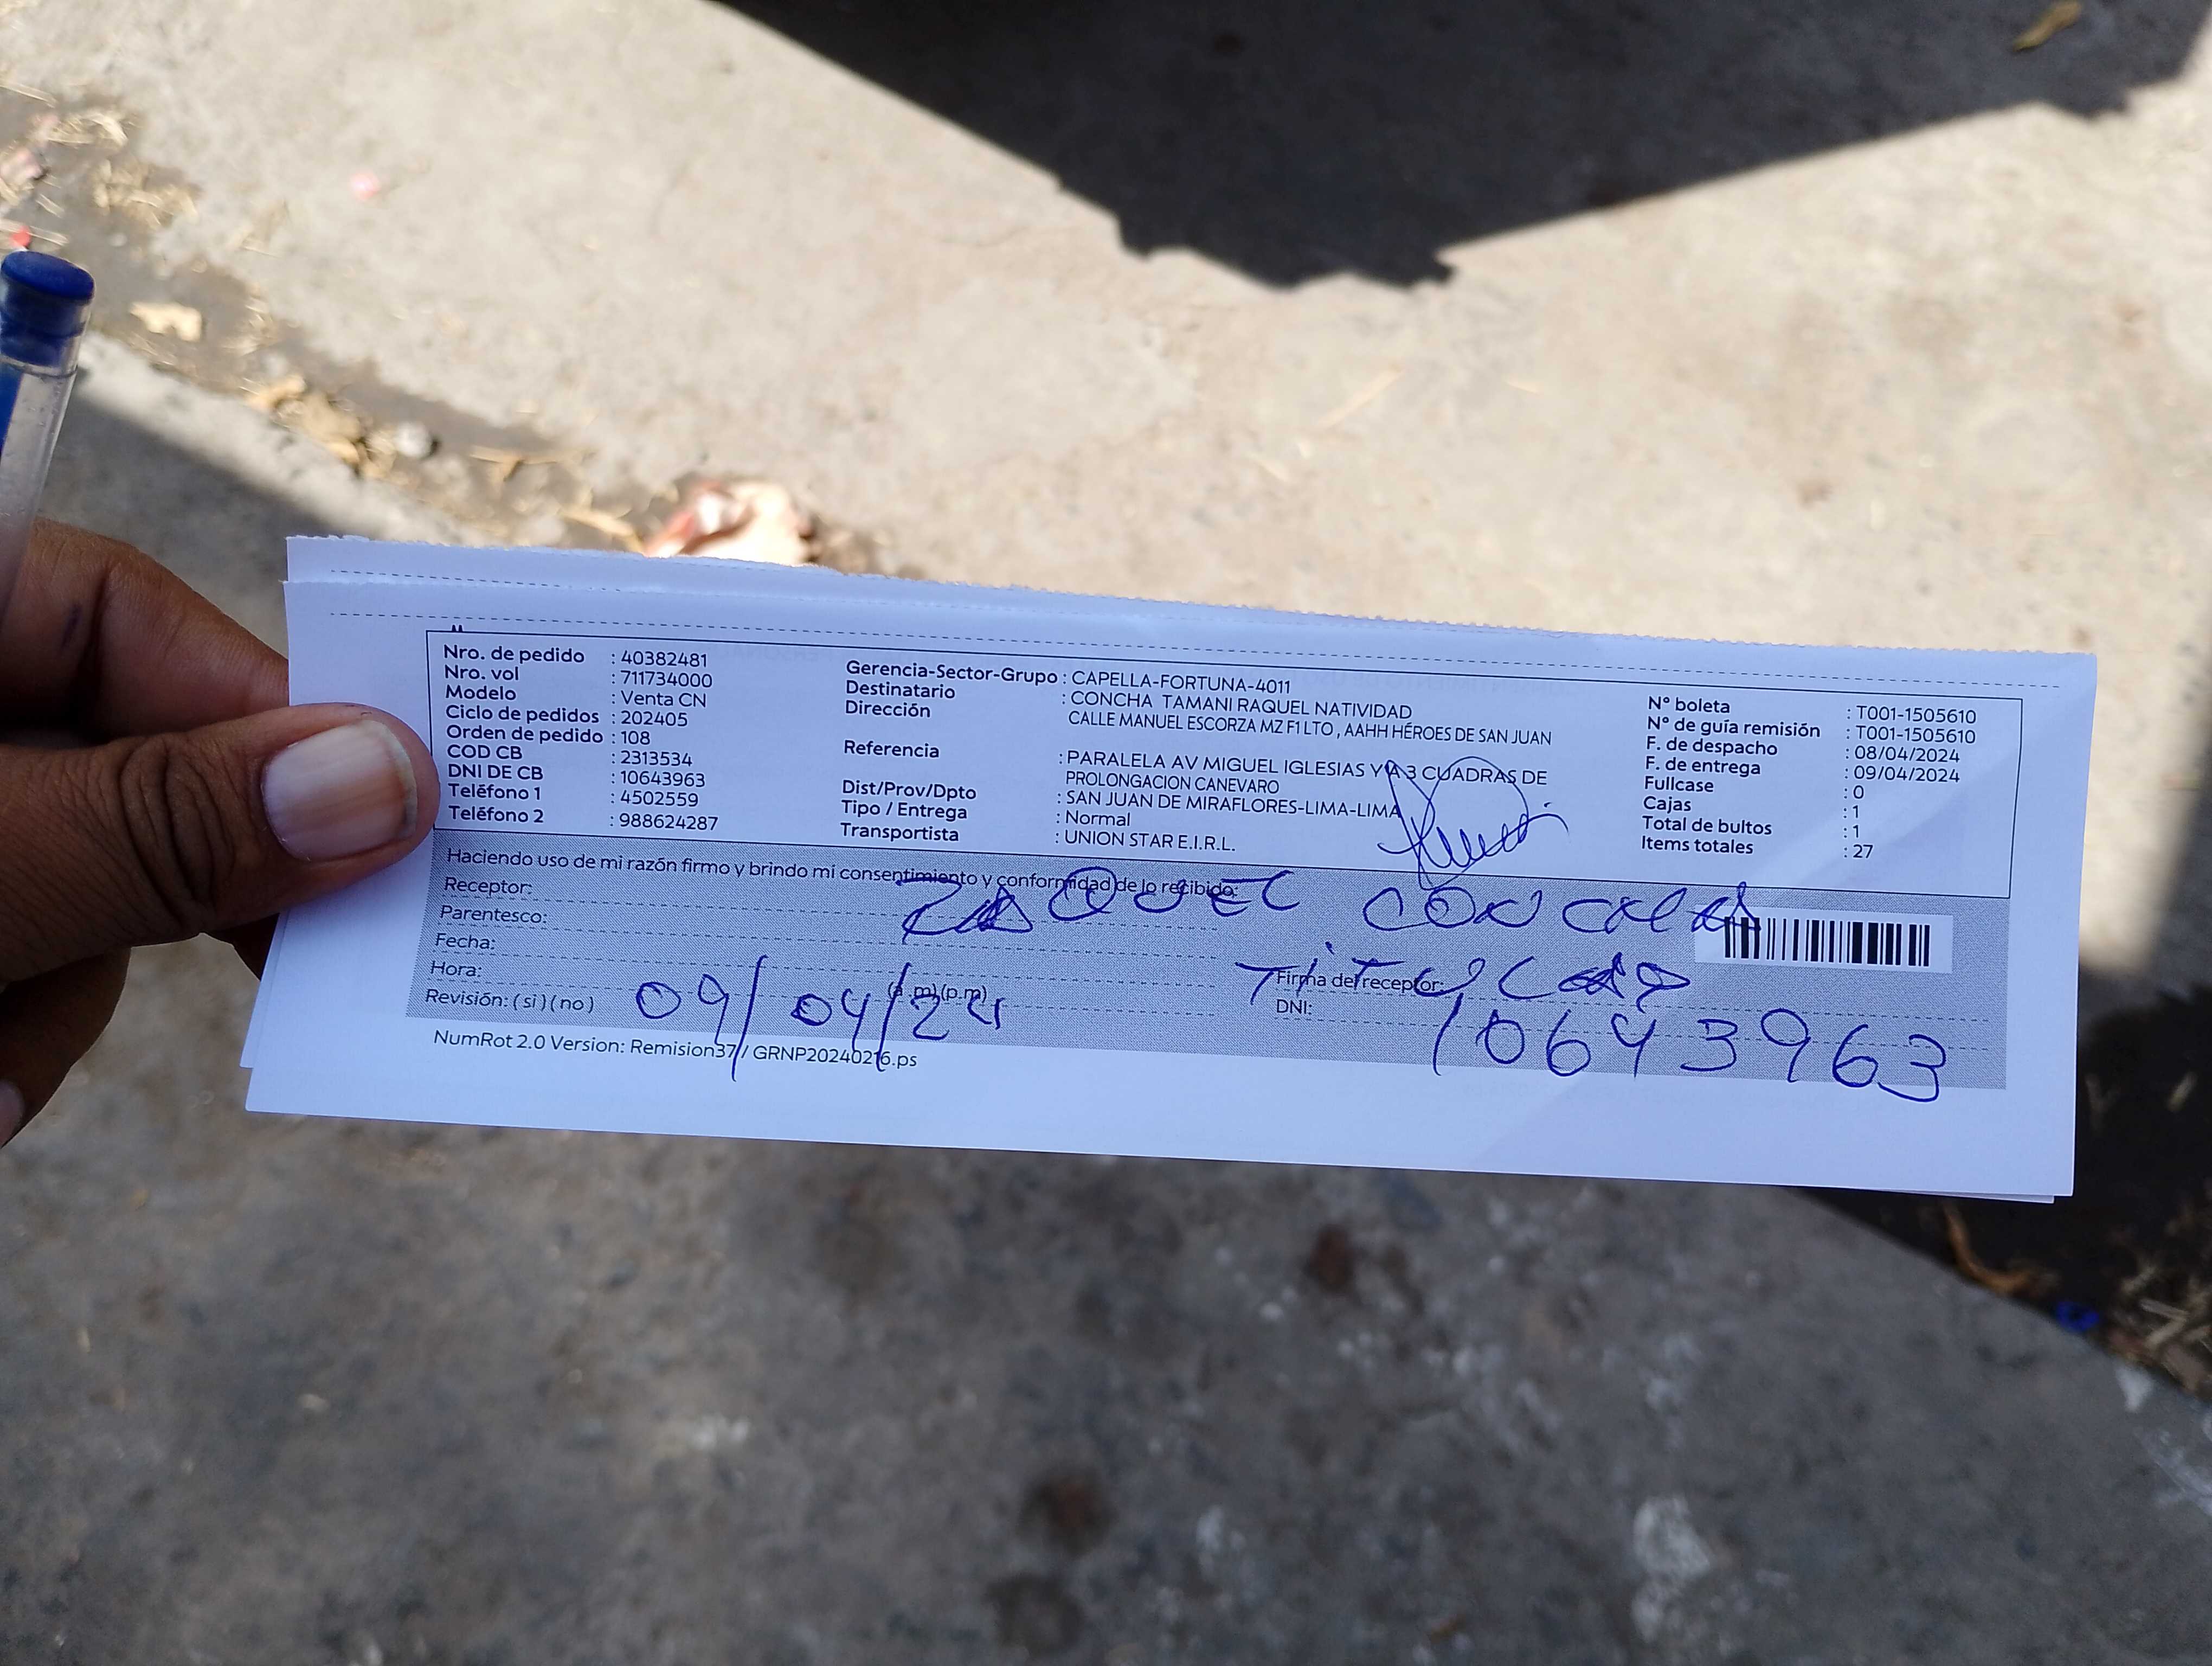 Nro. de pedido : 40382481
Nro. vol : 711734000
Modelo : Venta CN
Ciclo de pedidos : 202405
Orden de pedido : 108
COD CB : 2313534
DNI DE CB : 10643963
Teléfono 1 : 4502559
Teléfono 2 : 988624287
Gerencia-Sector-Grupo : CAPELLA-FORTUNA-4011
Destinatario : CONCHA TAMANI RAQUEL NATIVIDAD
Dirección CALLE MANUEL ESCORZA MZ F1 LTO , AAHH HÉROES DE SAN JUAN
Referencia : PARALELA AV MIGUEL IGLESIAS Y A 3 CUADRAS DE
PROLONGACION CANEVARO
Dist/Prov/Dpto : SAN JUAN DE MIRAFLORES-LIMA-LIMA
Tipo / Entrega : Normal
Transportista : UNION STAR E.I.R.L.
N° boleta : T001-1505610
N° de guía remisión : T001-1505610
F. de despacho : 08/04/2024
F. de entrega : 09/04/2024
Fullcase : 0
Cajas : 1
Total de bultos : 1
Items totales : 27
Haciendo uso de mi razón firmo y brindo mi consentimiento y conformidad de lo recibido:
Receptor: RAQUEL CONCHA
Parentesco: TITULAR
Fecha: 09/04/24
Hora: (a.m)(p.m)
Revisión: (si) (no)
Firma del receptor:
DNI: 10643963
NumRot 2.0 Version: Remision37 / GRNP20240216.ps